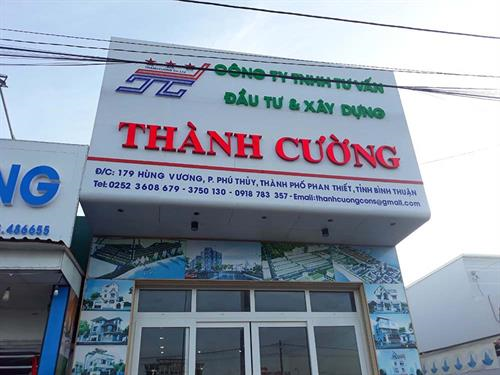 CÔNG TY TNHH TƯ VẤN
ĐẦU TƯ & XÂY DỰNG
THÀNH CƯỜNG
Đ/C: 179 HÙNG VƯƠNG, P. PHÚ THỦY, THÀNH PHỐ PHAN THIẾT, TỈNH BÌNH THUẬN
Tel: 0252 3608 679 - 3750 130 - 0918 783 357 - Email: thanhcuongcons@gmail.com
NG
486655